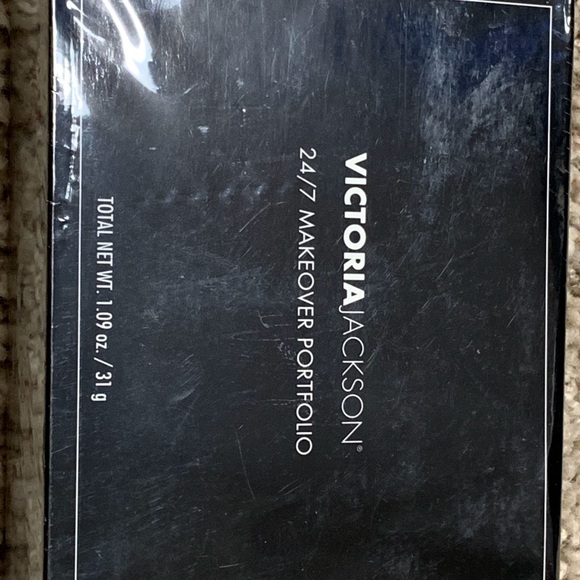 VICTORIAJACKSON®
24/7 MAKEOVER PORTFOLIO
TOTAL NET WT. 1.09 oz. / 31 g